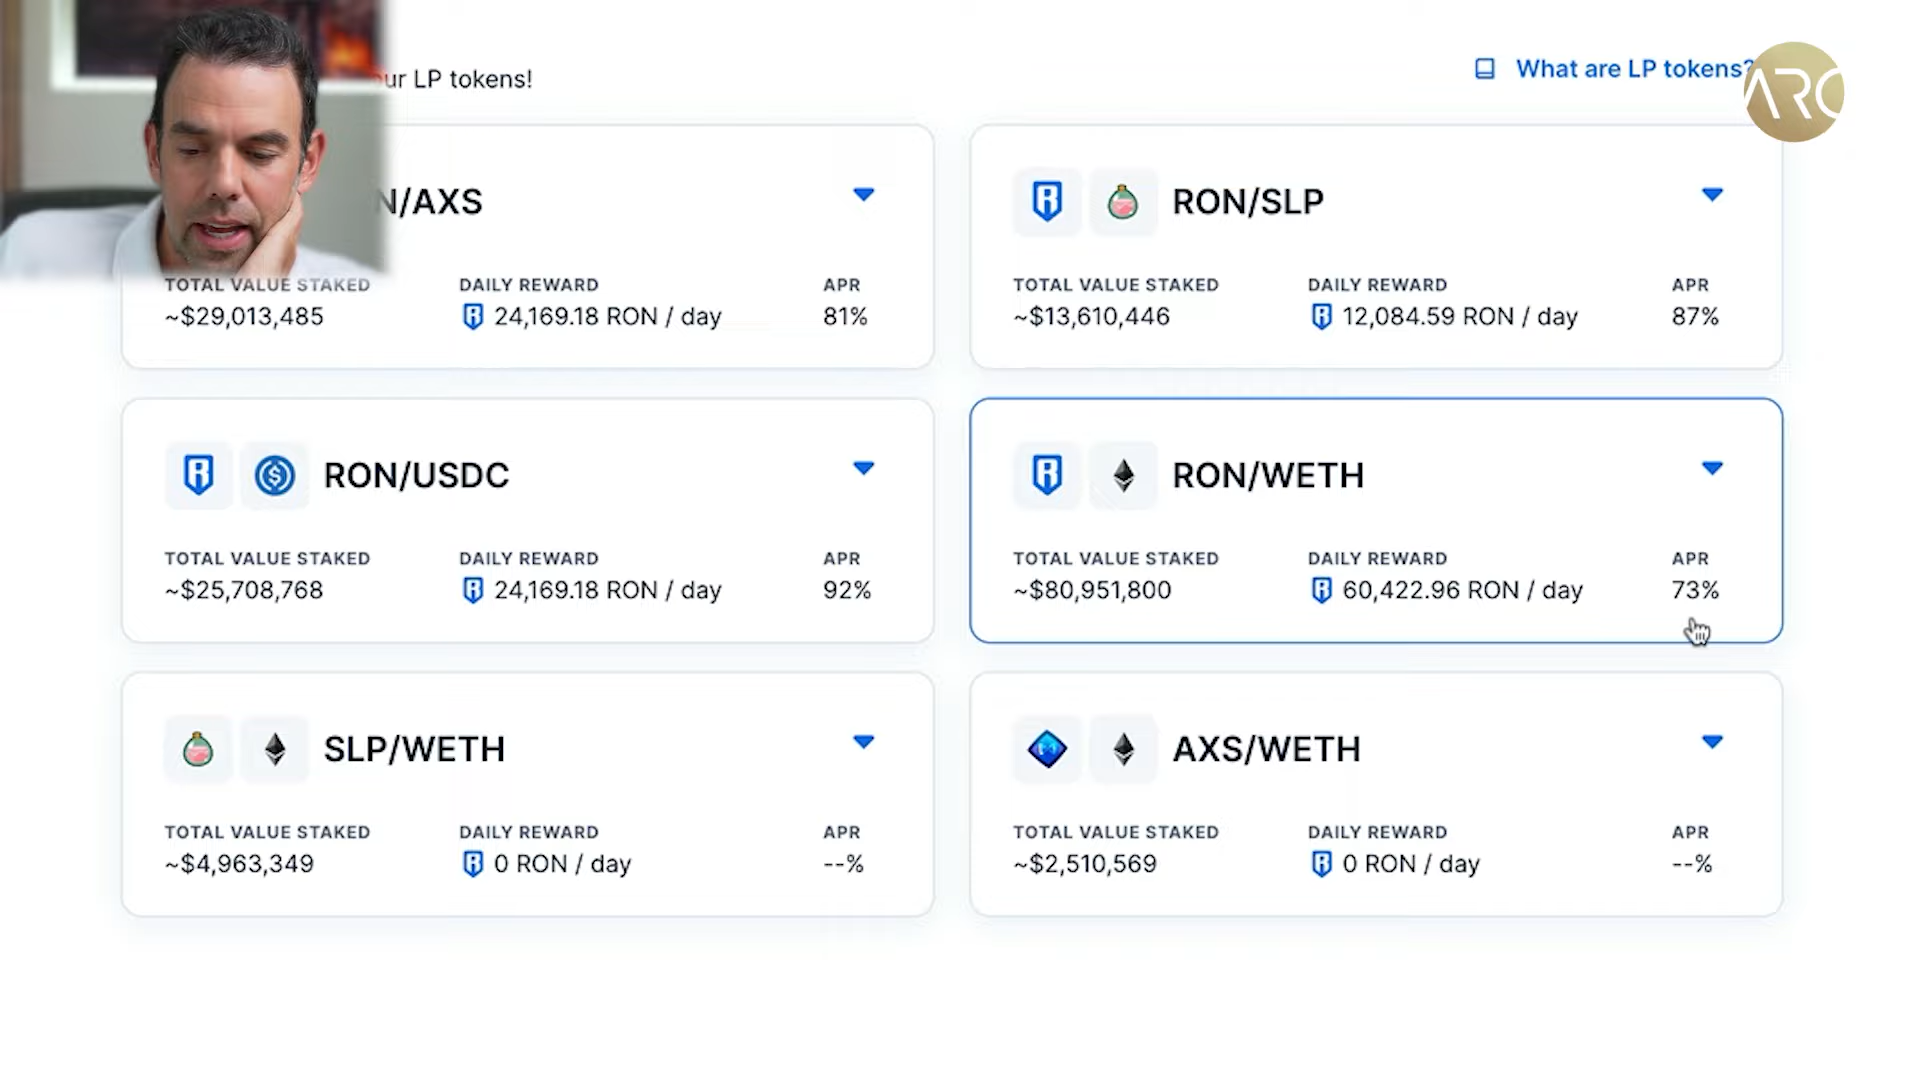 ur LP tokens!
What are LP tokens?
ARC
N/AXS
TOTAL VALUE STAKED
~$29,013,485
DAILY REWARD
24,169.18 RON / day
APR
81%
RON/SLP
TOTAL VALUE STAKED
~$13,610,446
DAILY REWARD
12,084.59 RON / day
APR
87%
RON/USDC
TOTAL VALUE STAKED
~$25,708,768
DAILY REWARD
24,169.18 RON / day
APR
92%
RON/WETH
TOTAL VALUE STAKED
~$80,951,800
DAILY REWARD
60,422.96 RON / day
APR
73%
SLP/WETH
TOTAL VALUE STAKED
~$4,963,349
DAILY REWARD
0 RON / day
APR
--%
AXS/WETH
TOTAL VALUE STAKED
~$2,510,569
DAILY REWARD
0 RON / day
APR
--%